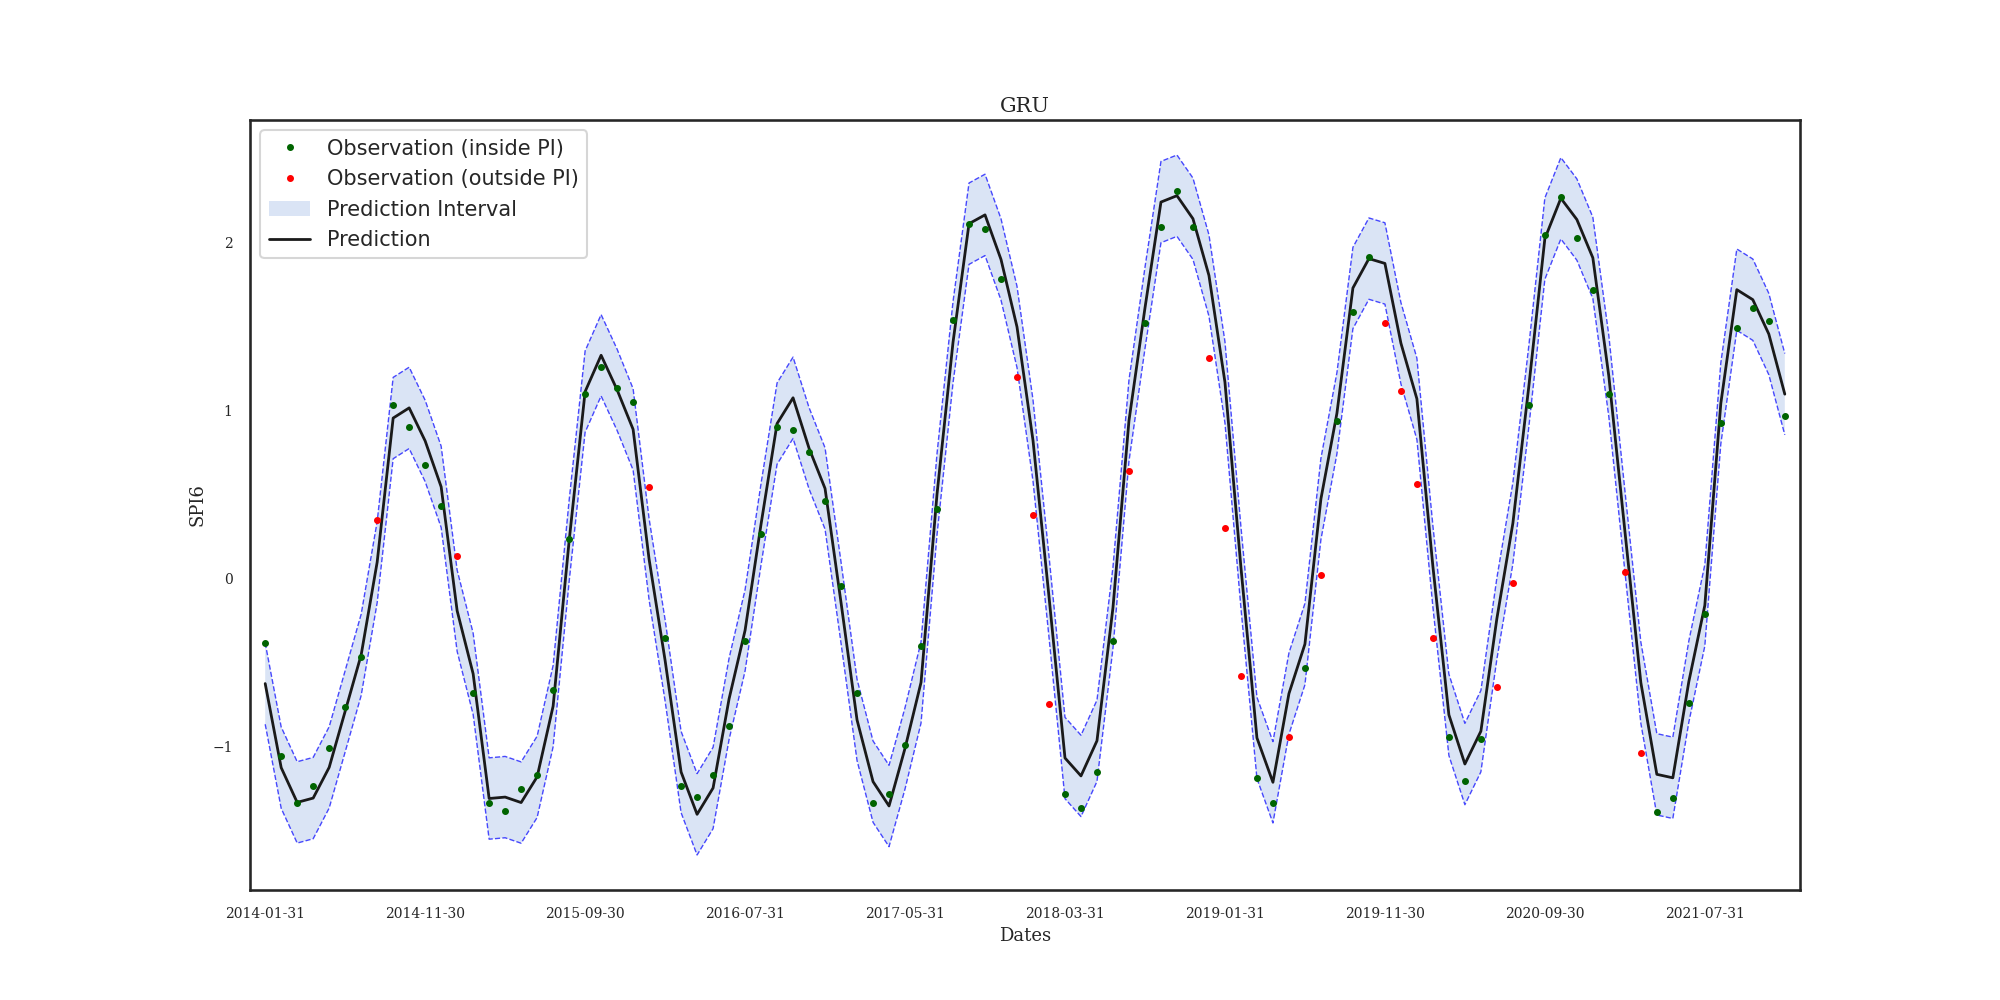 GRU
Observation (inside PI)
Observation (outside PI)
Prediction Interval
Prediction
SPI6
2
1
0
−1
2014-01-31 2014-11-30 2015-09-30 2016-07-31 2017-05-31 2018-03-31 2019-01-31 2019-11-30 2020-09-30 2021-07-31
Dates